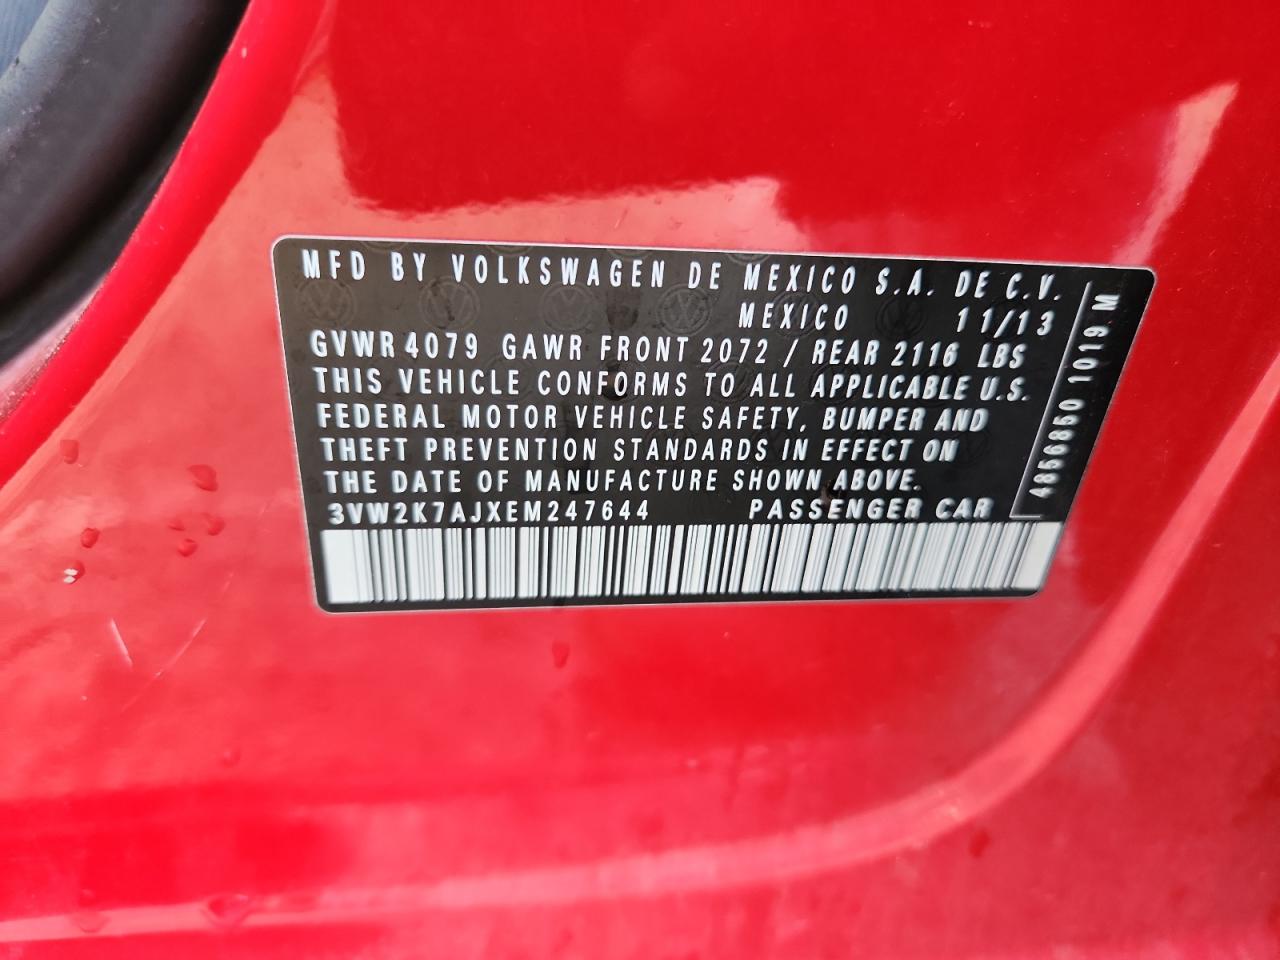 MFD BY VOLKSWAGEN DE MEXICO S.A. DE C.V.
MEXICO 11/13
GVWR 4079 GAWR FRONT 2072 / REAR 2116 LBS
THIS VEHICLE CONFORMS TO ALL APPLICABLE U.S.
FEDERAL MOTOR VEHICLE SAFETY, BUMPER AND
THEFT PREVENTION STANDARDS IN EFFECT ON
THE DATE OF MANUFACTURE SHOWN ABOVE.
3VW2K7AJXEM247644 PASSENGER CAR
4856850 1019 M